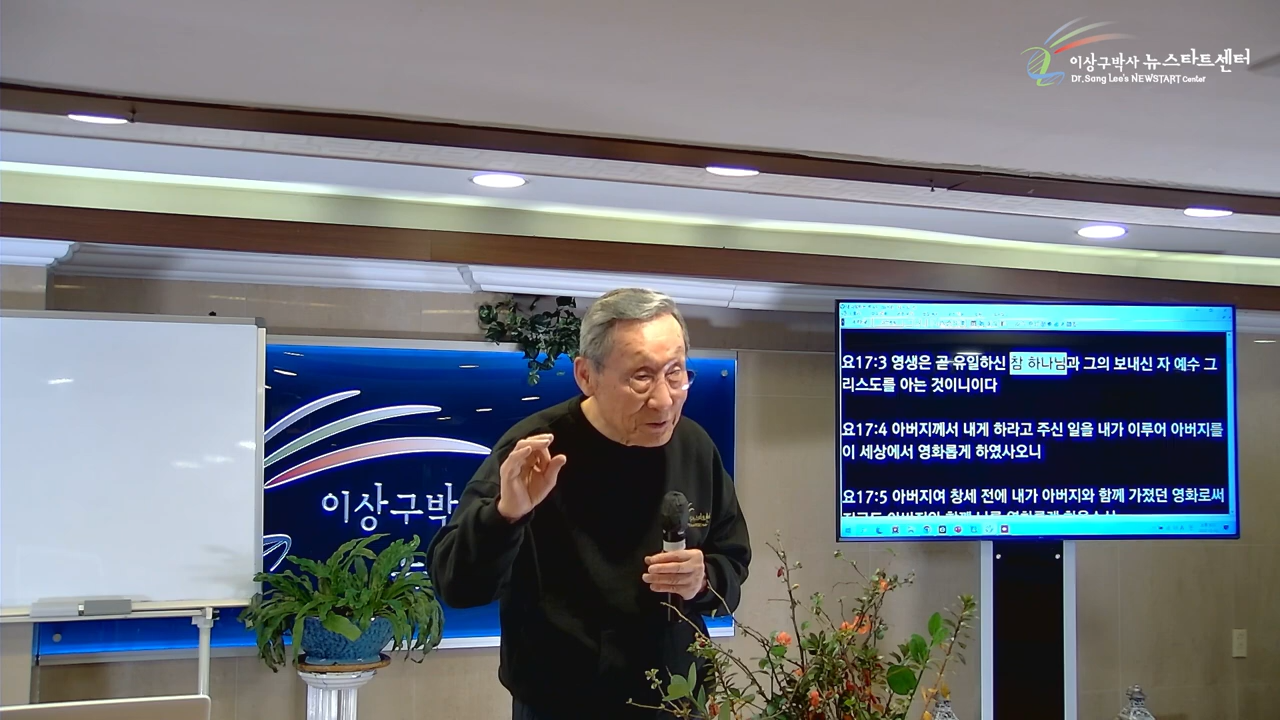 이상구박사 뉴스타트센터
Dr.Sang Lee's NEWSTART Center
이상구박
요17:3 영생은 곧 유일하신 참 하나님과 그의 보내신 자 예수 그
리스도를 아는 것이니이다
요17:4 아버지께서 내게 하라고 주신 일을 내가 이루어 아버지를
이 세상에서 영화롭게 하였사오니
요17:5 아버지여 창세 전에 내가 아버지와 함께 가졌던 영화로써